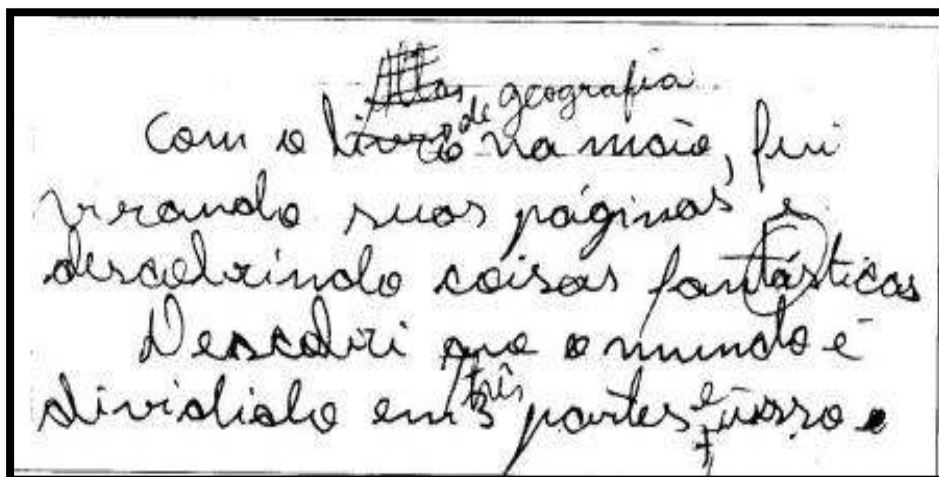 de geografia
Com o livro na mão, fui
virando suas páginas e
descobrindo coisas fantásticas
Descobri que o mundo é
dividido em três partes e isso é